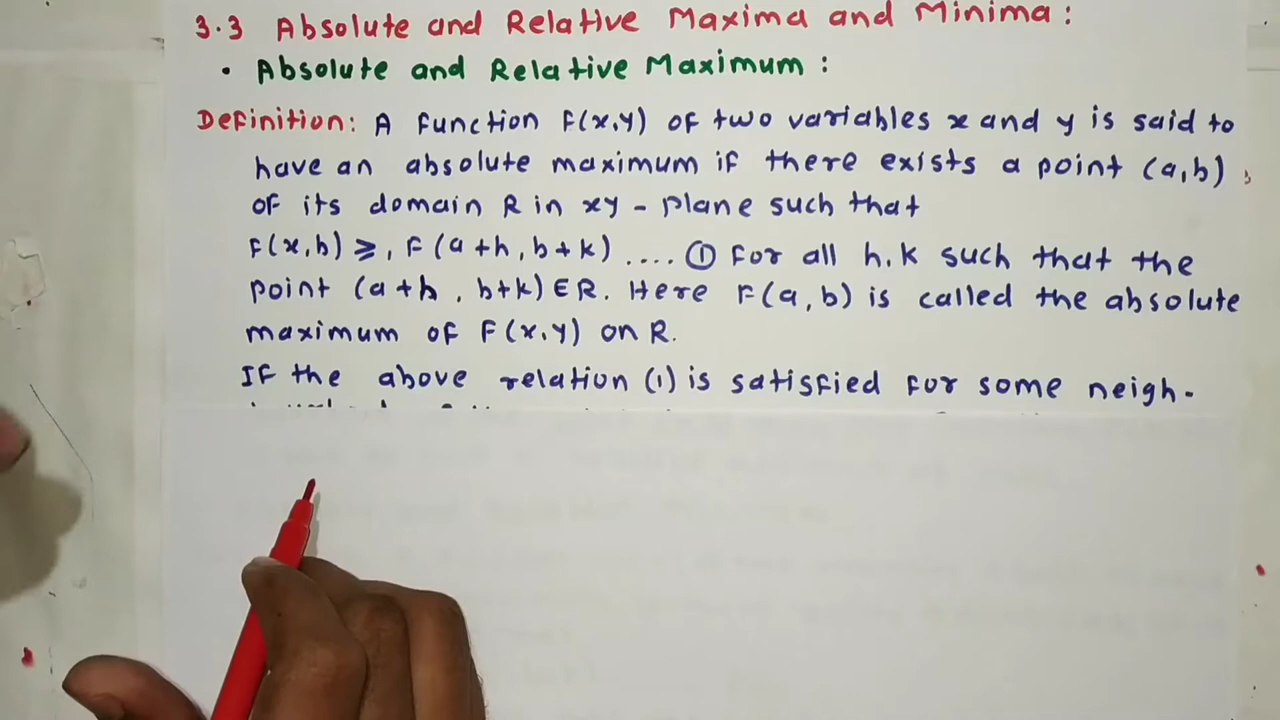 3.3 Absolute and Relative Maxima and Minima:
• Absolute and Relative Maximum:
Definition: A function f(x,y) of two variables x and y is said to
have an absolute maximum if there exists a point (a,b)
of its domain R in xy - plane such that
F(x,b) ≥, F(a+h, b+k) .... ① For all h.k such that the
point (a+h, b+k) ∈ R. Here F(a,b) is called the absolute
maximum of F(x,y) on R.
If the above relation (1) is satisfied for some neigh-